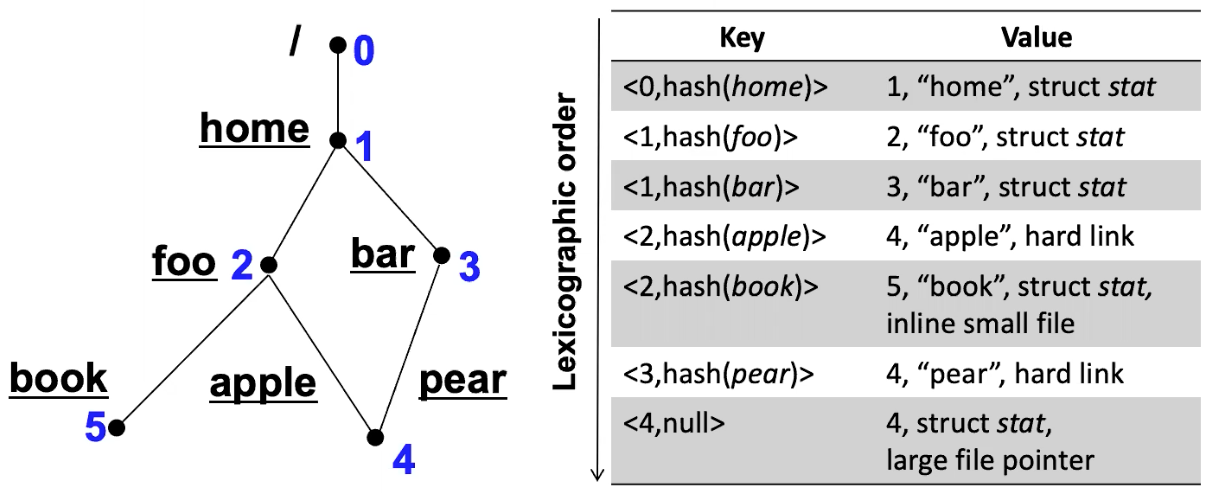 /
0
home
1
foo 2
bar
3
book
apple
pear
5
4
Lexicographic order
Key Value
<0,hash(home)> 1, “home”, struct stat
<1,hash(foo)> 2, “foo”, struct stat
<1,hash(bar)> 3, “bar”, struct stat
<2,hash(apple)> 4, “apple”, hard link
<2,hash(book)> 5, “book”, struct stat,
inline small file
<3,hash(pear)> 4, “pear”, hard link
<4,null> 4, struct stat,
large file pointer